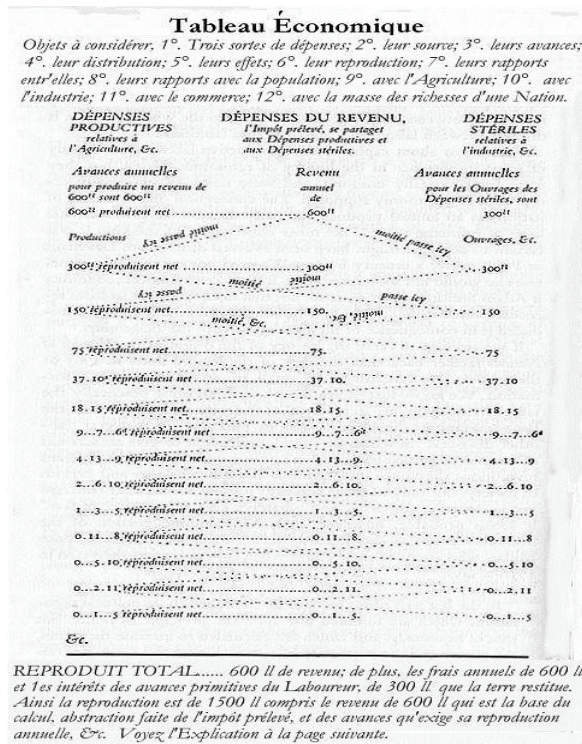 Tableau Économique
Objets à considérer, 1°. Trois sortes de dépenses; 2°. leur source; 3°. leurs avances;
4°. leur distribution; 5°. leurs effets; 6°. leur reproduction; 7°. leurs rapports
entr'elles; 8°. leurs rapports avec la population; 9°. avec l'Agriculture; 10°. avec
l'industrie; 11°. avec le commerce; 12°. avec la masse des richesses d'une Nation.
DÉPENSES
PRODUCTIVES
relatives à
l'Agriculture, &c.
DÉPENSES DU REVENU,
l'Impôt prélevé, se partaget
aux Dépenses productives et
aux Dépenses stériles.
DÉPENSES
STÉRILES
relatives à
l'industrie, &c.
Avances annuelles
pour produire un revenu de
600ll sont 600ll
Revenu
annuel
de
Avances annuelles
pour les Ouvrages des
Dépenses stériles, sont
600ll produisent net ................ 600ll 300ll
Productions moitié passe icy moitié passe icy Ouvrages, &c.
300ll reproduisent net ................ 300ll 300ll
moitié passe icy moitié passe icy
150 reproduisent net ................ 150. 150
moitié, &c. moitié, &c.
75 reproduisent net ................ 75. 75
37.10s reproduisent net ................ 37.10. 37.10
18.15 reproduisent net ................ 18.15. 18.15
9...7...6d reproduisent net ................ 9...7...6d 9...7...6d
4.13...9 reproduisent net ................ 4.13...9. 4.13...9
2...6.10 reproduisent net ................ 2...6.10. 2...6.10
1...3...5 reproduisent net ................ 1...3...5. 1...3...5
0.11...8 reproduisent net ................ 0.11...8. 0.11...8
0...5.10 reproduisent net ................ 0...5.10. 0...5.10
0...2.11 reproduisent net ................ 0...2.11. 0...2.11
0...1...5 reproduisent net ................ 0...1...5. 0...1...5
&c.
REPRODUIT TOTAL...... 600 ll de revenu; de plus, les frais annuels de 600 ll
et les intérêts des avances primitives du Laboureur, de 300 ll que la terre restitue.
Ainsi la reproduction est de 1500 ll compris le revenu de 600 ll qui est la base du
calcul, abstraction faite de l'impôt prélevé, et des avances qu'exige sa reproduction
annuelle, &c. Voyez l'Explication à la page suivante.